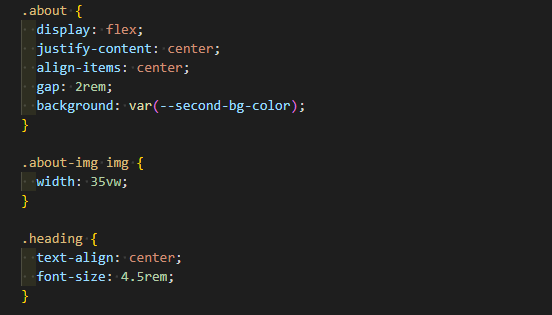 .about {
  display: flex;
  justify-content: center;
  align-items: center;
  gap: 2rem;
  background: var(--second-bg-color);
}

.about-img img {
  width: 35vw;
}

.heading {
  text-align: center;
  font-size: 4.5rem;
}